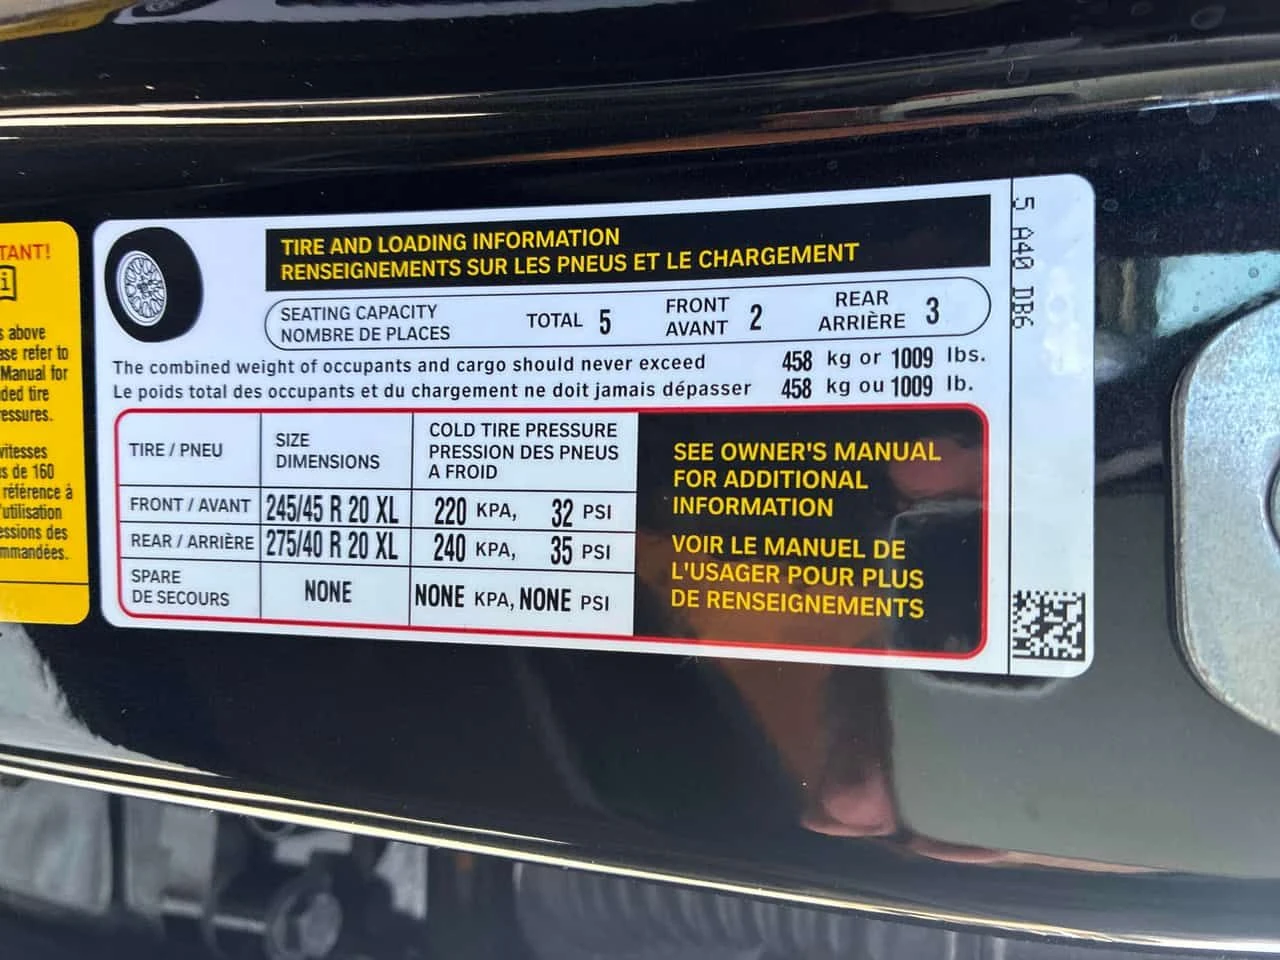 TANT!
i
s above
ase refer to
Manual for
ded tire
essures.
vitesses
us de 160
référence à
'utilisation
essions des
mmandées.
TIRE AND LOADING INFORMATION
RENSEIGNEMENTS SUR LES PNEUS ET LE CHARGEMENT
SEATING CAPACITY
NOMBRE DE PLACES
TOTAL 5
FRONT
AVANT 2
REAR
ARRIÈRE 3
The combined weight of occupants and cargo should never exceed 458 kg or 1009 lbs.
Le poids total des occupants et du chargement ne doit jamais dépasser 458 kg ou 1009 lb.
TIRE / PNEU
SIZE
DIMENSIONS
COLD TIRE PRESSURE
PRESSION DES PNEUS
A FROID
FRONT / AVANT 245/45 R 20 XL 220 KPA, 32 PSI
REAR / ARRIÈRE 275/40 R 20 XL 240 KPA, 35 PSI
SPARE
DE SECOURS
NONE
NONE KPA, NONE PSI
SEE OWNER'S MANUAL
FOR ADDITIONAL
INFORMATION
VOIR LE MANUEL DE
L'USAGER POUR PLUS
DE RENSEIGNEMENTS
5 A40 DB6